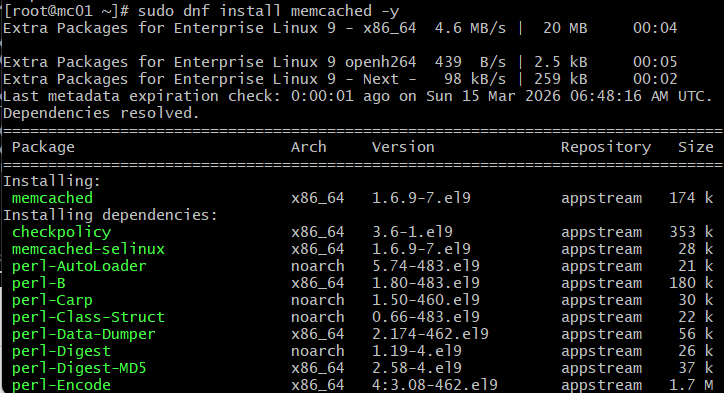 [root@mc01 ~]# sudo dnf install memcached -y
Extra Packages for Enterprise Linux 9 - x86_64  4.6 MB/s |  20 MB     00:04
Extra Packages for Enterprise Linux 9 openh264  439  B/s | 2.5 kB     00:05
Extra Packages for Enterprise Linux 9 - Next -   98 kB/s | 259 kB     00:02
Last metadata expiration check: 0:00:01 ago on Sun 15 Mar 2026 06:48:16 AM UTC.
Dependencies resolved.
================================================================================
 Package                Arch     Version              Repository   Size
================================================================================
Installing:
 memcached              x86_64   1.6.9-7.el9          appstream   174 k
Installing dependencies:
 checkpolicy            x86_64   3.6-1.el9            appstream   353 k
 memcached-selinux      x86_64   1.6.9-7.el9          appstream    28 k
 perl-AutoLoader        noarch   5.74-483.el9         appstream    21 k
 perl-B                 x86_64   1.80-483.el9         appstream   180 k
 perl-Carp              noarch   1.50-460.el9         appstream    30 k
 perl-Class-Struct      noarch   0.66-483.el9         appstream    22 k
 perl-Data-Dumper       x86_64   2.174-462.el9        appstream    56 k
 perl-Digest            noarch   1.19-4.el9           appstream    26 k
 perl-Digest-MD5        x86_64   2.58-4.el9           appstream    37 k
 perl-Encode            x86_64   4:3.08-462.el9       appstream   1.7 M